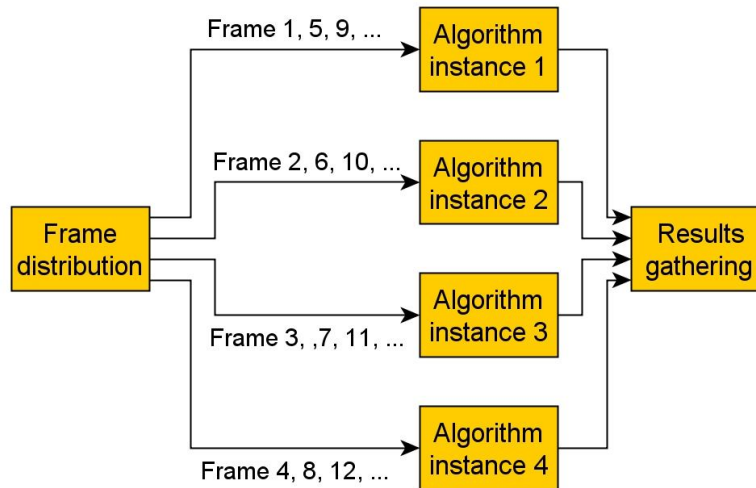 Frame 1, 5, 9, ...
Algorithm
instance 1
Frame 2, 6, 10, ...
Algorithm
instance 2
Frame
distribution
Results
gathering
Algorithm
instance 3
Frame 3, ,7, 11, ...
Algorithm
instance 4
Frame 4, 8, 12, ...